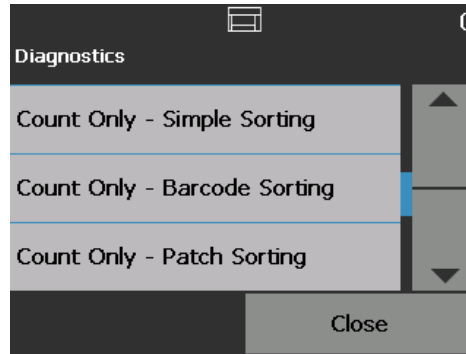 Diagnostics
Count Only - Simple Sorting
Count Only - Barcode Sorting
Count Only - Patch Sorting
Close